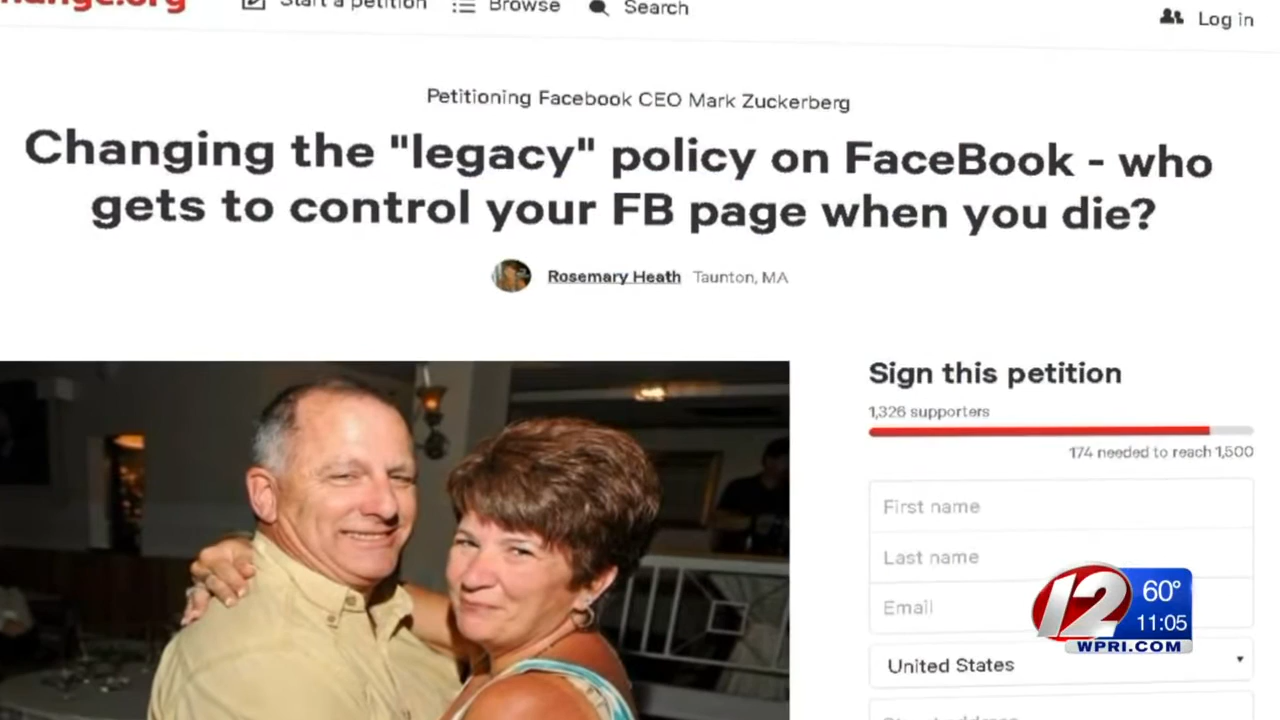 Start a petition Browse Search
Log in
Petitioning Facebook CEO Mark Zuckerberg
Changing the "legacy" policy on FaceBook - who
gets to control your FB page when you die?
Rosemary Heath Taunton, MA
Sign this petition
1,326 supporters
174 needed to reach 1,500
First name
Last name
Email
United States
12
60°
11:05
WPRI.COM